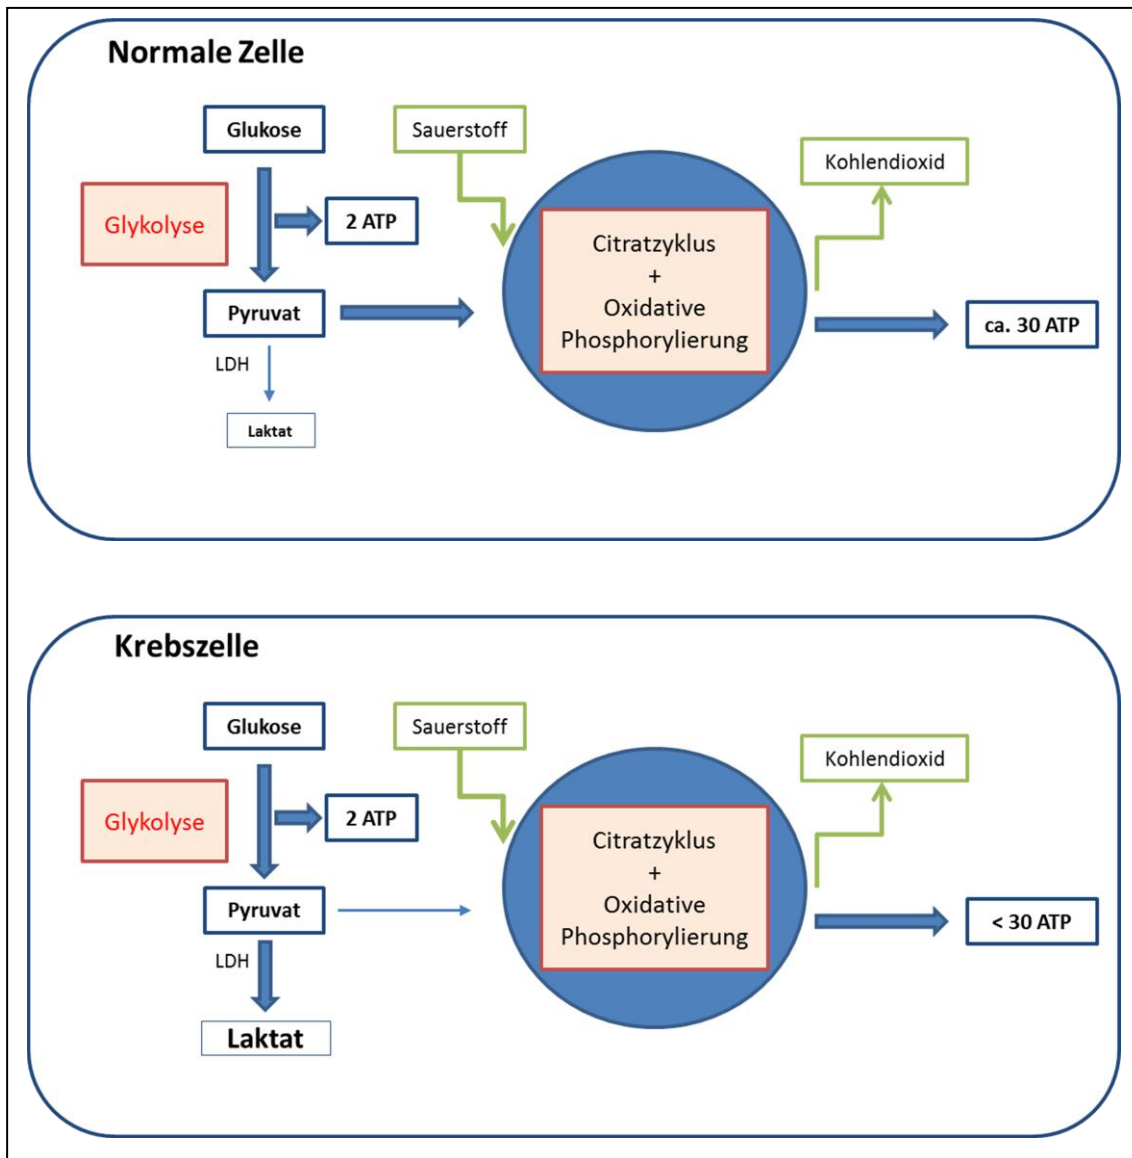 Normale Zelle
Glukose
Sauerstoff
Kohlendioxid
Glykolyse
2 ATP
Citratzyklus
+
Oxidative
Phosphorylierung
Pyruvat
ca. 30 ATP
LDH
Laktat
Krebszelle
Glukose
Sauerstoff
Kohlendioxid
Glykolyse
2 ATP
Citratzyklus
+
Oxidative
Phosphorylierung
Pyruvat
< 30 ATP
LDH
Laktat